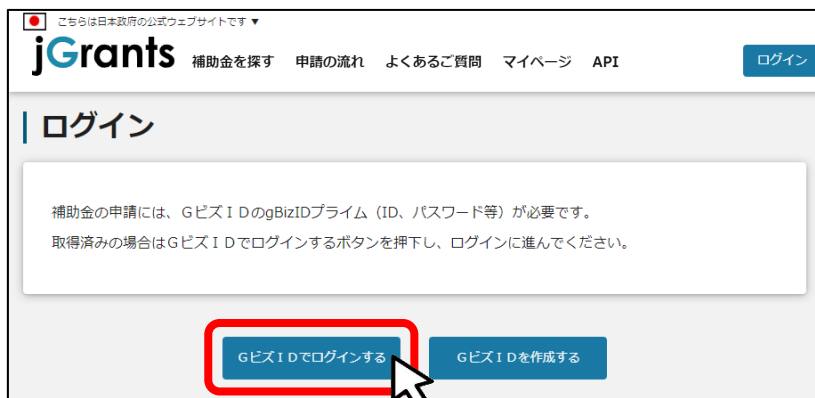 こちらは日本政府の公式ウェブサイトです ▼
jGrants 補助金を探す 申請の流れ よくあるご質問 マイページ API ログイン
ログイン
補助金の申請には、GビズＩＤのgBizIDプライム（ID、パスワード等）が必要です。
取得済みの場合はGビズＩＤでログインするボタンを押下し、ログインに進んでください。
GビズＩＤでログインする GビズＩＤを作成する